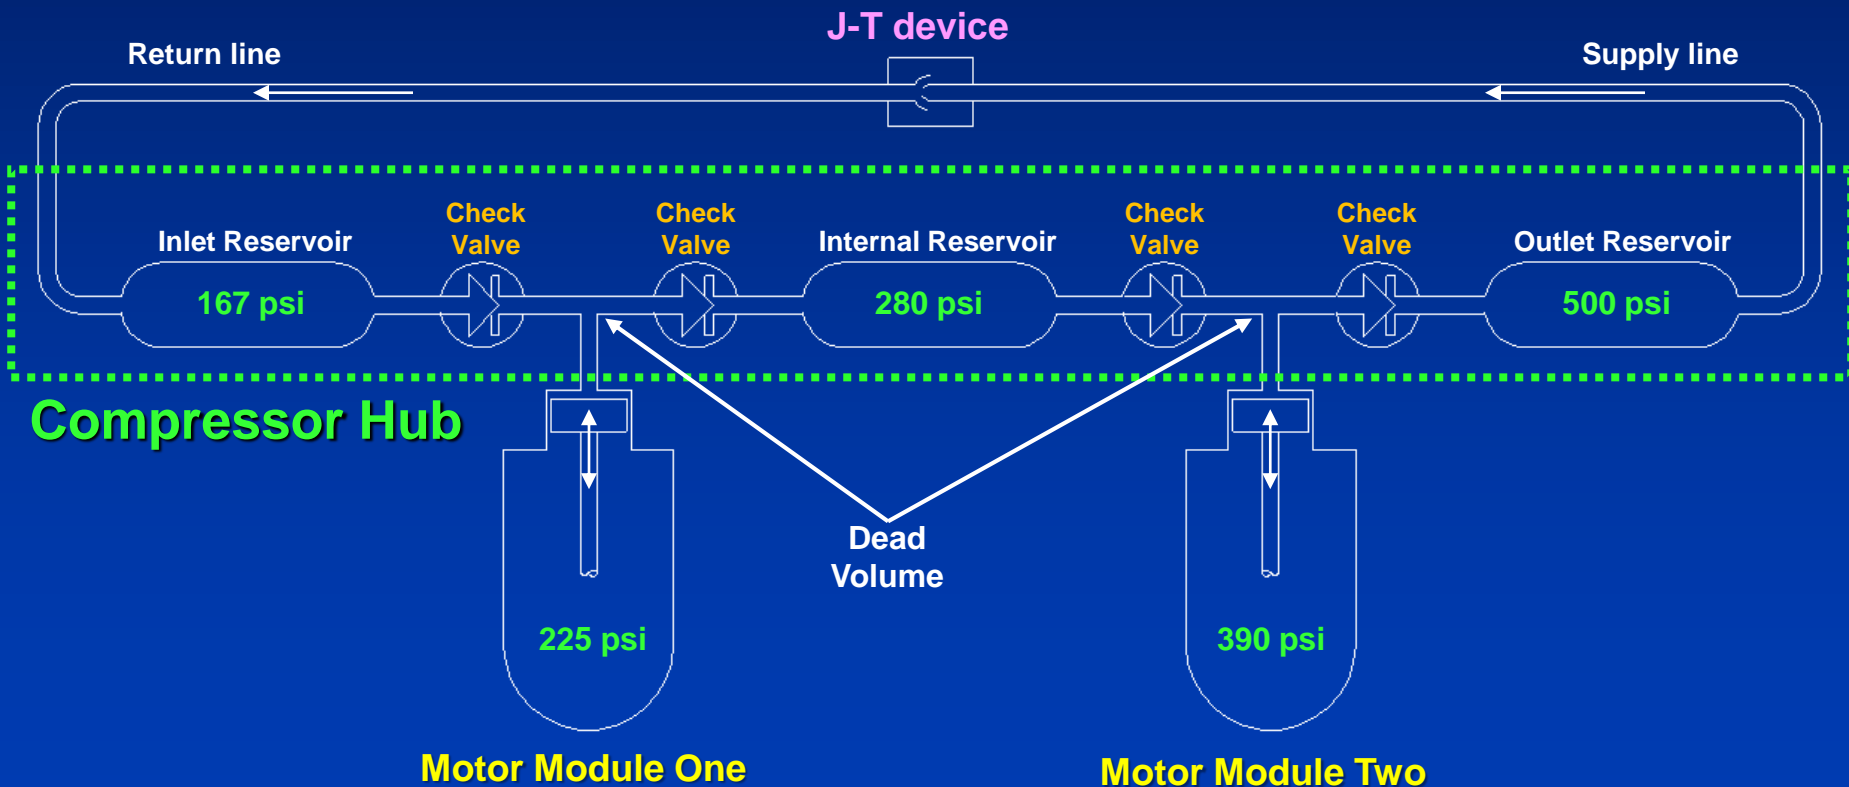 J-T device
Return line
Supply line
Check
Valve
Check
Valve
Check
Valve
Check
Valve
Inlet Reservoir
Internal Reservoir
Outlet Reservoir
167 psi
280 psi
500 psi
Compressor Hub
Dead
Volume
225 psi
390 psi
Motor Module One
Motor Module Two